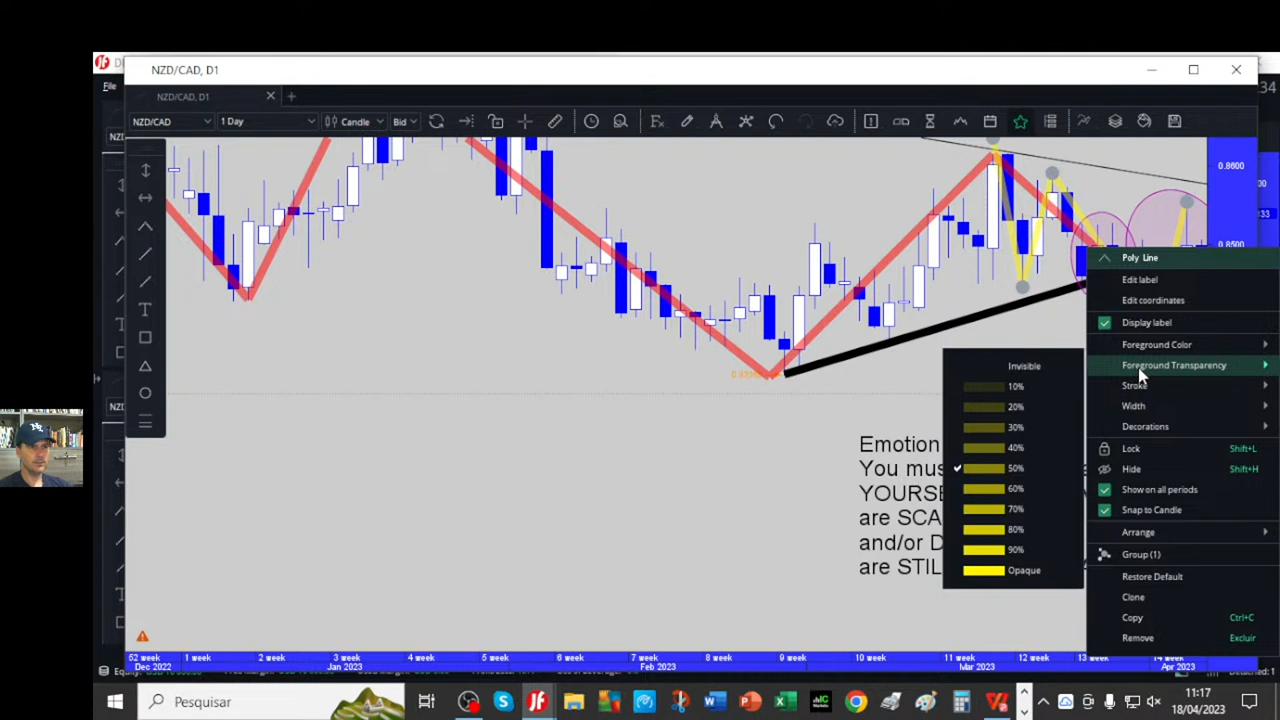 NZD/CAD, D1
34
File
NZD/CAD, D1
NZD/CAD
1 Day
Candle
Bid
0.8600
0.8500
Poly Line
Edit label
Edit coordinates
Display label
Foreground Color
Foreground Transparency
Stroke
Width
Decorations
Lock Shift+L
Hide Shift+H
Show on all periods
Snap to Candle
Arrange
Group (1)
Restore Default
Clone
Copy Ctrl+C
Remove Excluir
Invisible
10%
20%
30%
40%
50%
60%
70%
80%
90%
Opaque
Emotion
You mus
YOURSE
are SCA
and/or D
are STIL
52 week 1 week 2 week 3 week 4 week 5 week 6 week 7 week 8 week 9 week 10 week 11 week 12 week 13 week 14 week
Dec 2022 Jan 2023 Feb 2023 Mar 2023 Apr 2023
Pesquisar
11:17
18/04/2023